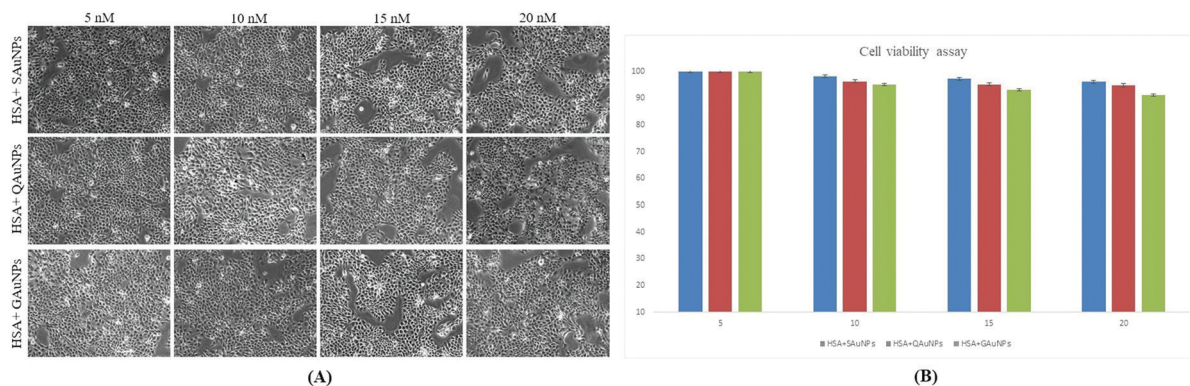 5 nM 10 nM 15 nM 20 nM
HSA+ SAuNPs
HSA+ QAuNPs
HSA+ GAuNPs
(A)
Cell viability assay
100
90
80
70
60
50
40
30
20
10
5 10 15 20
HSA+SAuNPs HSA+QAuNPs HSA+GAuNPs
(B)